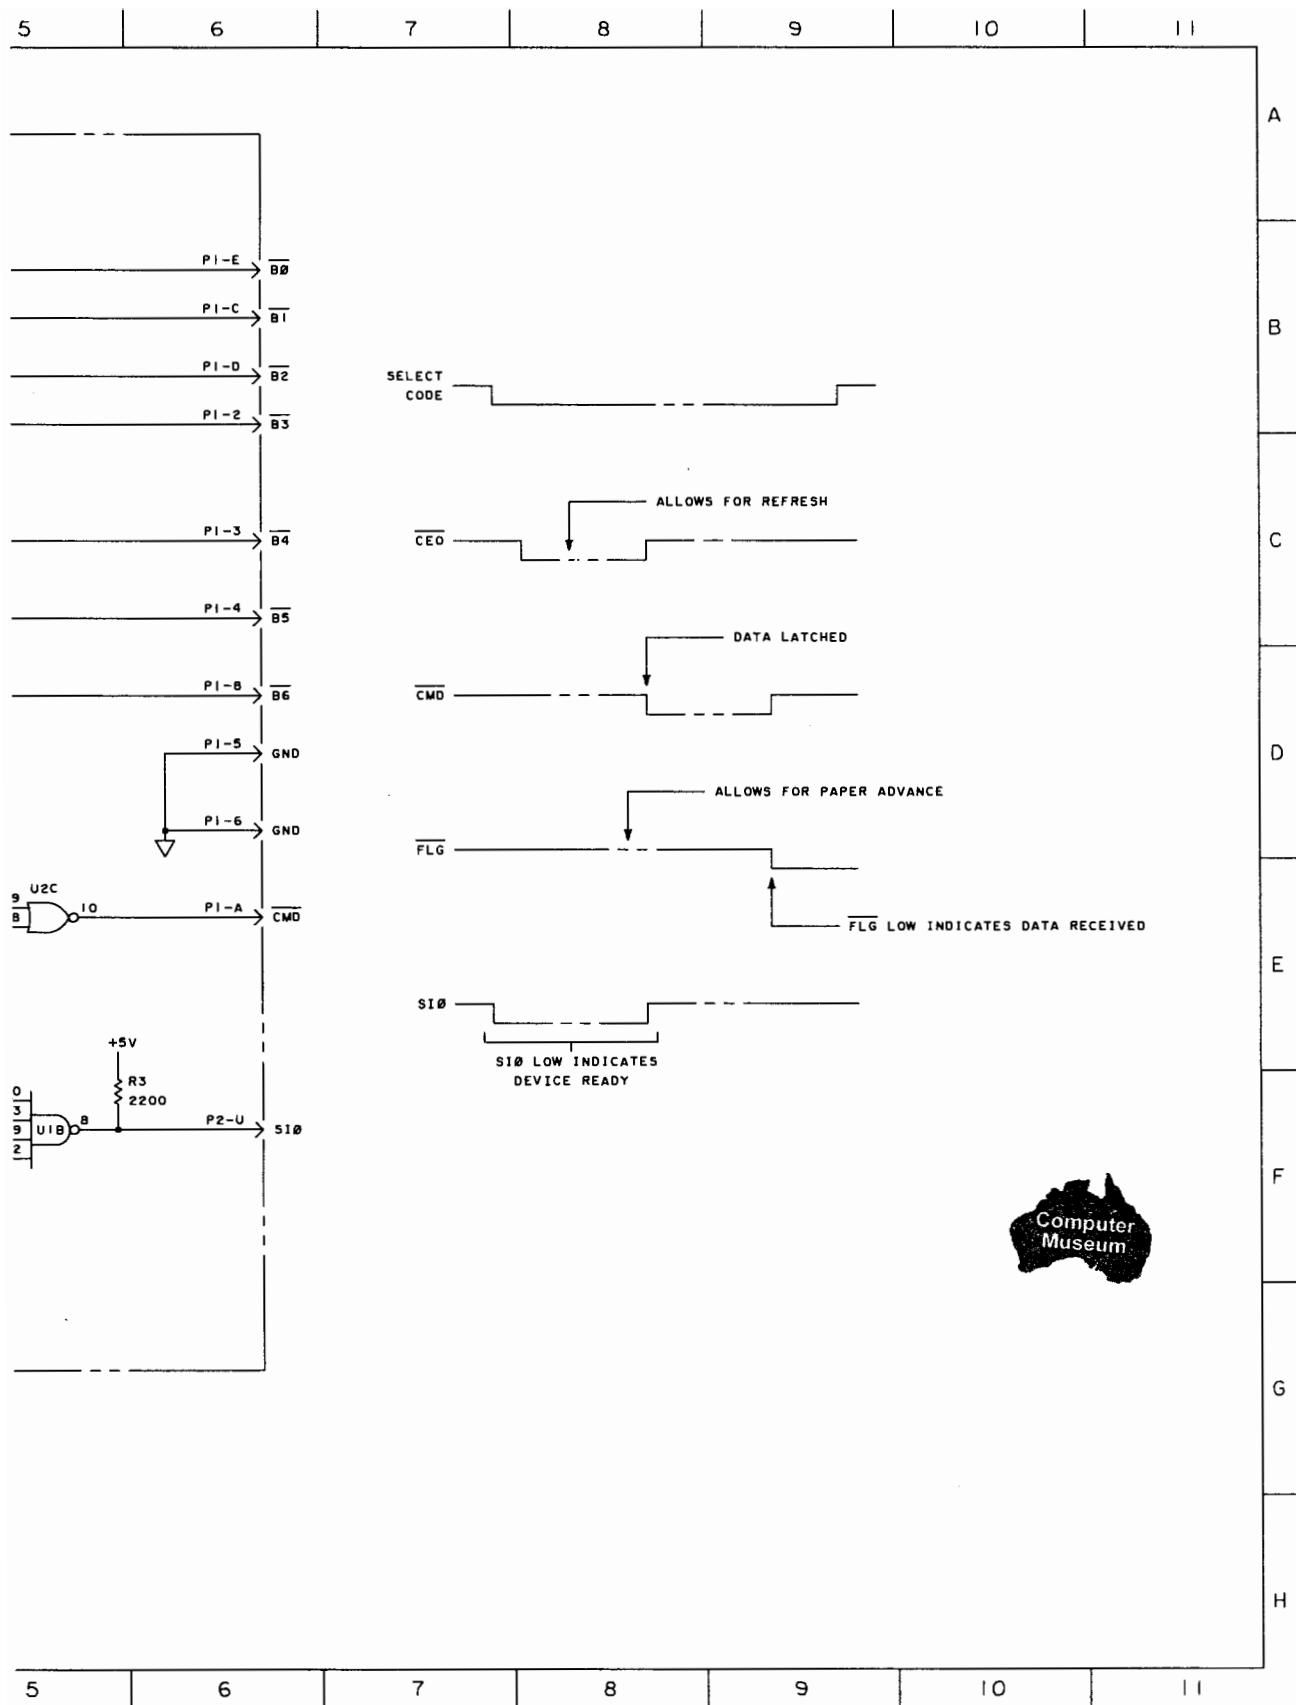 5 6 7 8 9 10 11
A
P1-E B0̅
P1-C B1̅
B
P1-D B2̅
SELECT
CODE
P1-2 B3̅
ALLOWS FOR REFRESH
P1-3 B4̅
CEO̅
C
P1-4 B5̅
DATA LATCHED
P1-8 B6̅
CMD̅
P1-5 GND
D
ALLOWS FOR PAPER ADVANCE
P1-6 GND
FLG̅
U2C
9
8
10
P1-A CMD̅
FLG̅ LOW INDICATES DATA RECEIVED
E
SIØ
+5V
SIØ LOW INDICATES
DEVICE READY
R3
2200
0
3
9
2
U1B
8
P2-U SIØ
F
Computer
Museum
G
H
5 6 7 8 9 10 11